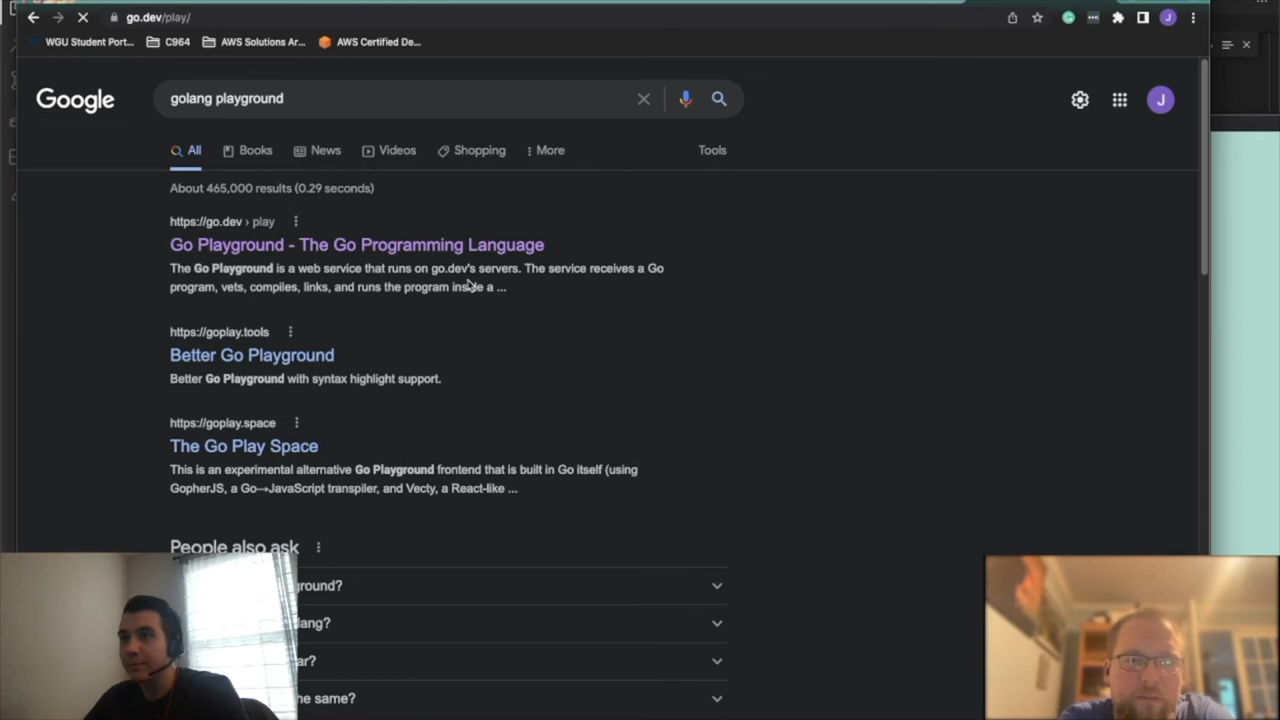 go.dev/play/
WGU Student Port... C964 AWS Solutions Ar... AWS Certified De...
Google golang playground J
All Books News Videos Shopping More Tools
About 465,000 results (0.29 seconds)
https://go.dev › play
Go Playground - The Go Programming Language
The Go Playground is a web service that runs on go.dev's servers. The service receives a Go
program, vets, compiles, links, and runs the program inside a ...
https://goplay.tools
Better Go Playground
Better Go Playground with syntax highlight support.
https://goplay.space
The Go Play Space
This is an experimental alternative Go Playground frontend that is built in Go itself (using
GopherJS, a Go→JavaScript transpiler, and Vecty, a React-like ...
People also ask
ground?
lang?
ar?
he same?